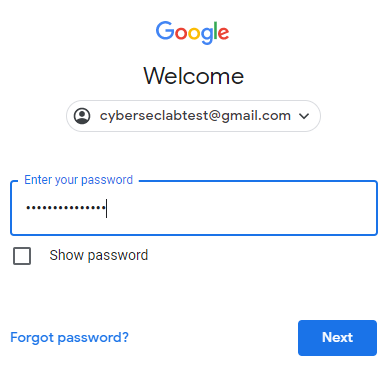 Google
Welcome
cyberseclabtest@gmail.com
Enter your password
•••••••••••••••
Show password
Forgot password?
Next